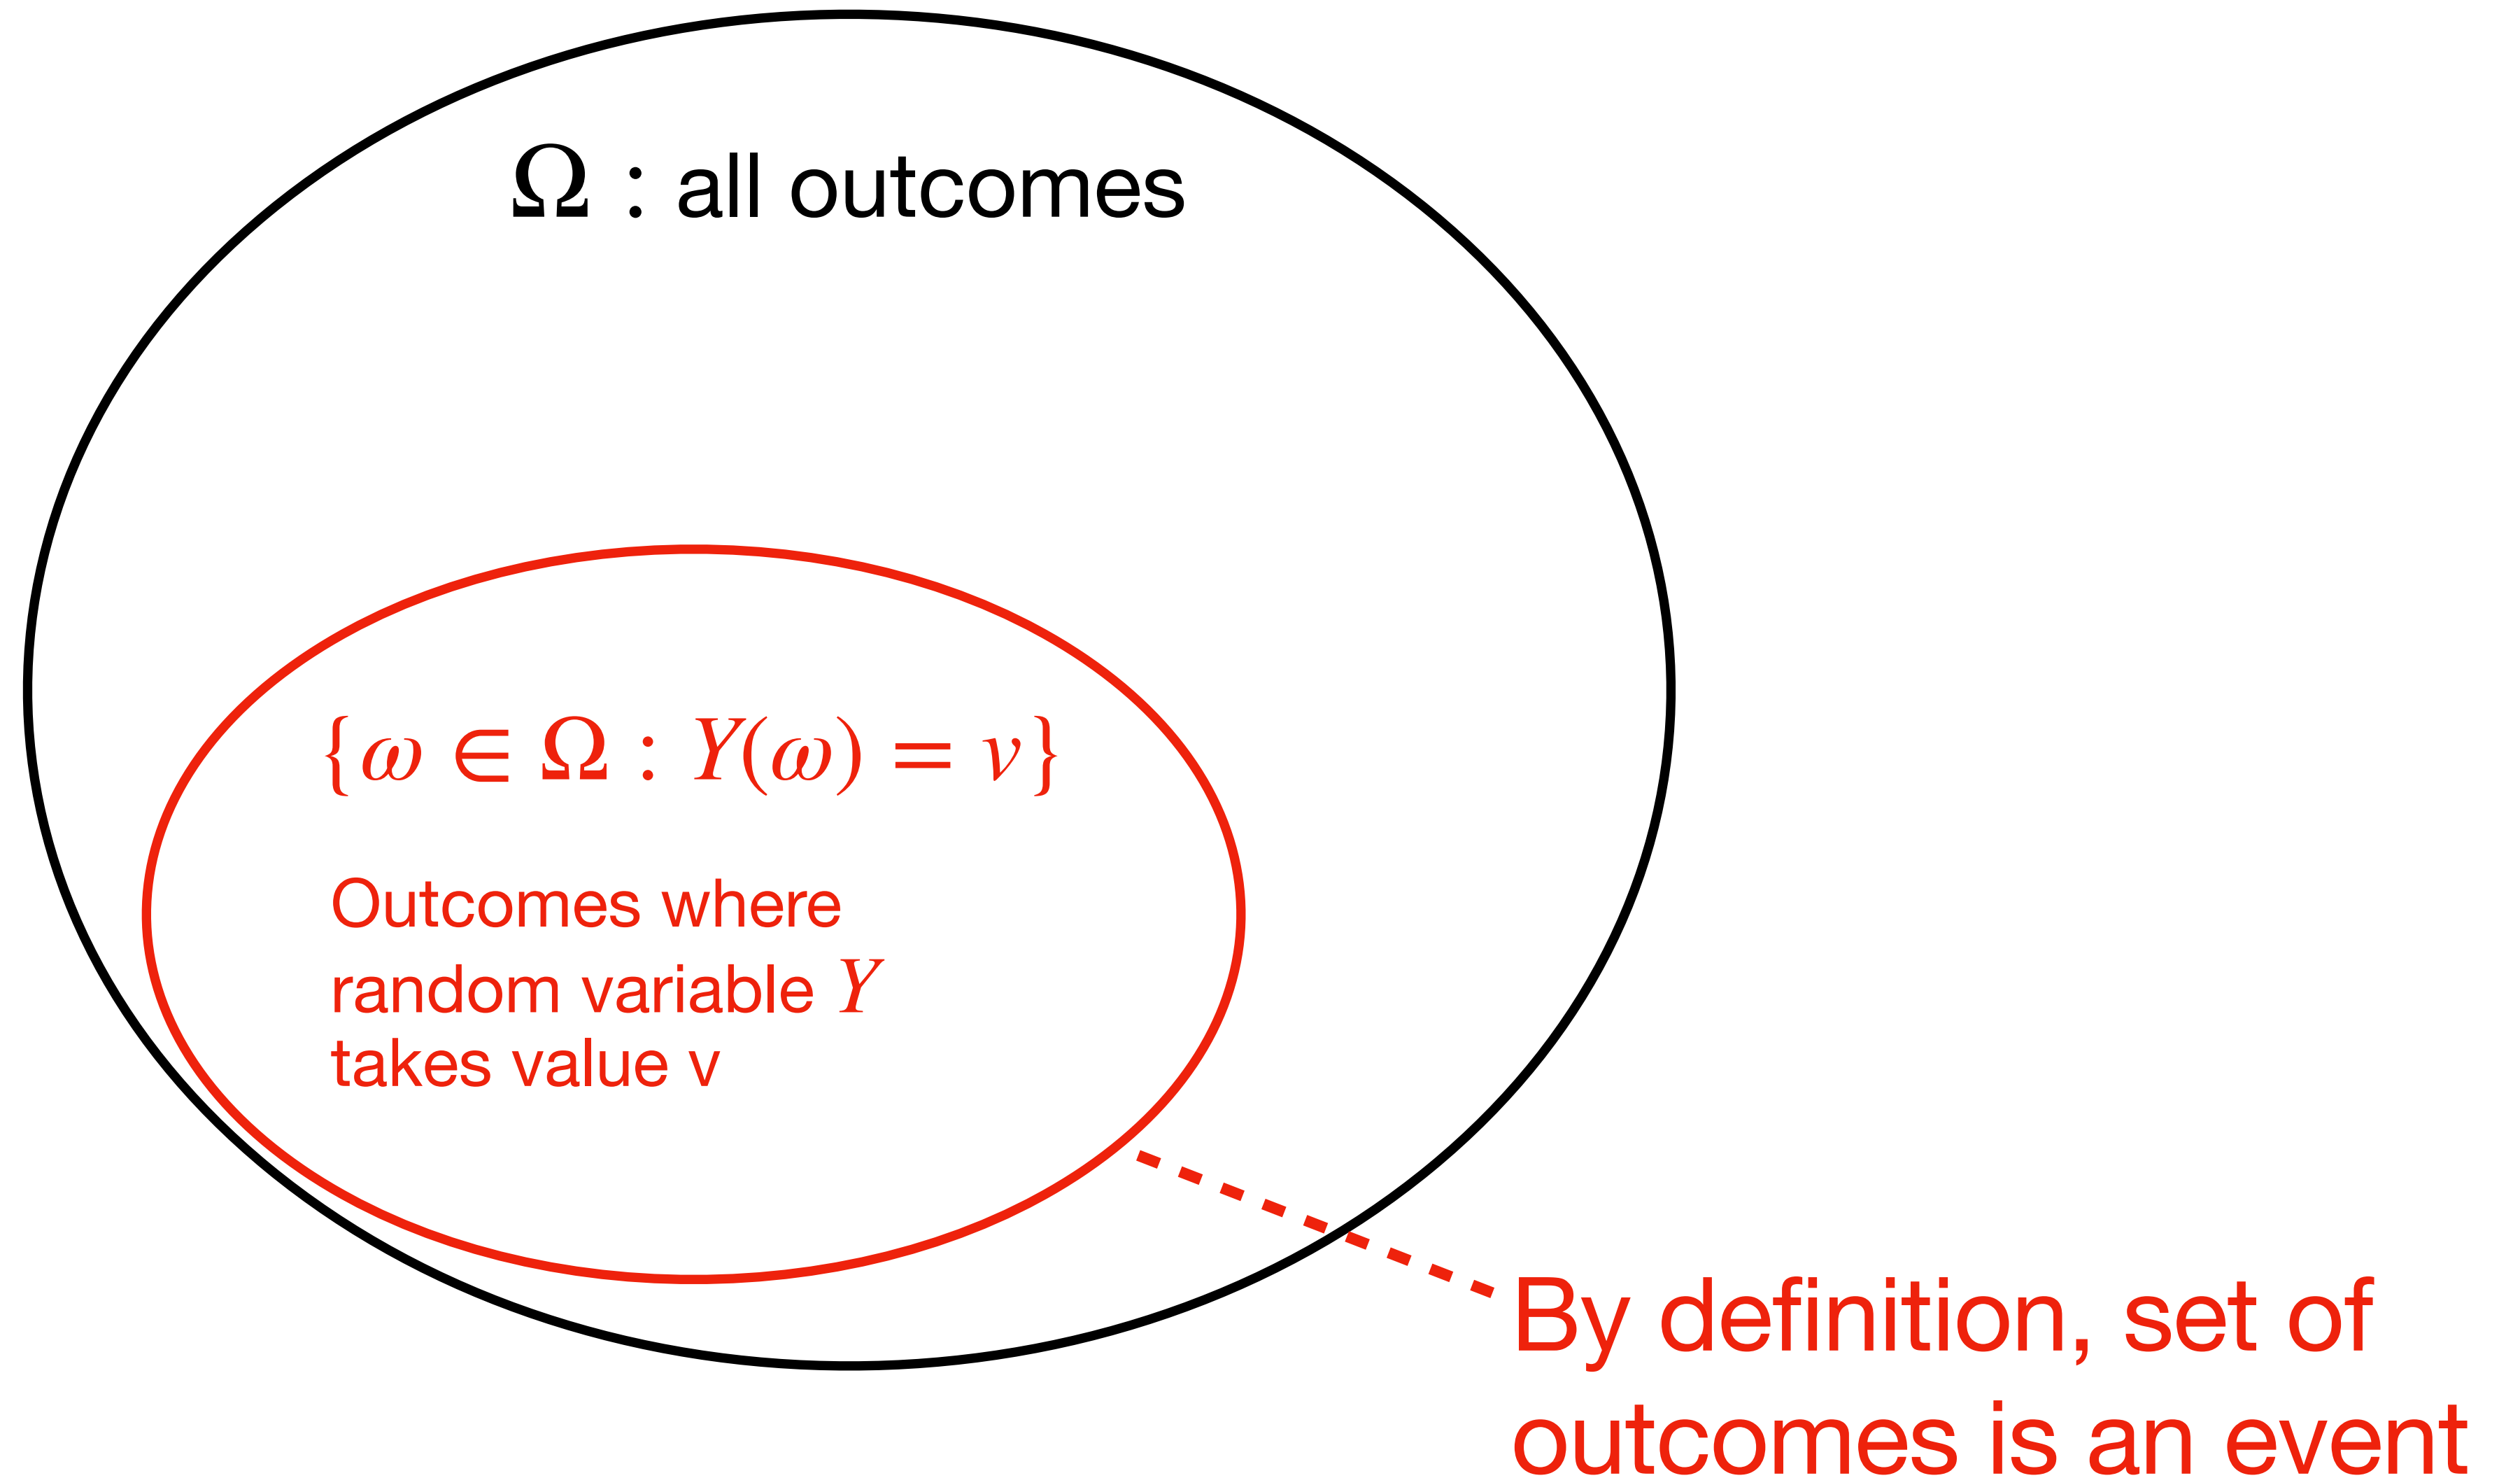 Ω : all outcomes
{ω ∈ Ω : Y(ω) = v}
Outcomes where
random variable Y
takes value v
By definition, set of
outcomes is an event